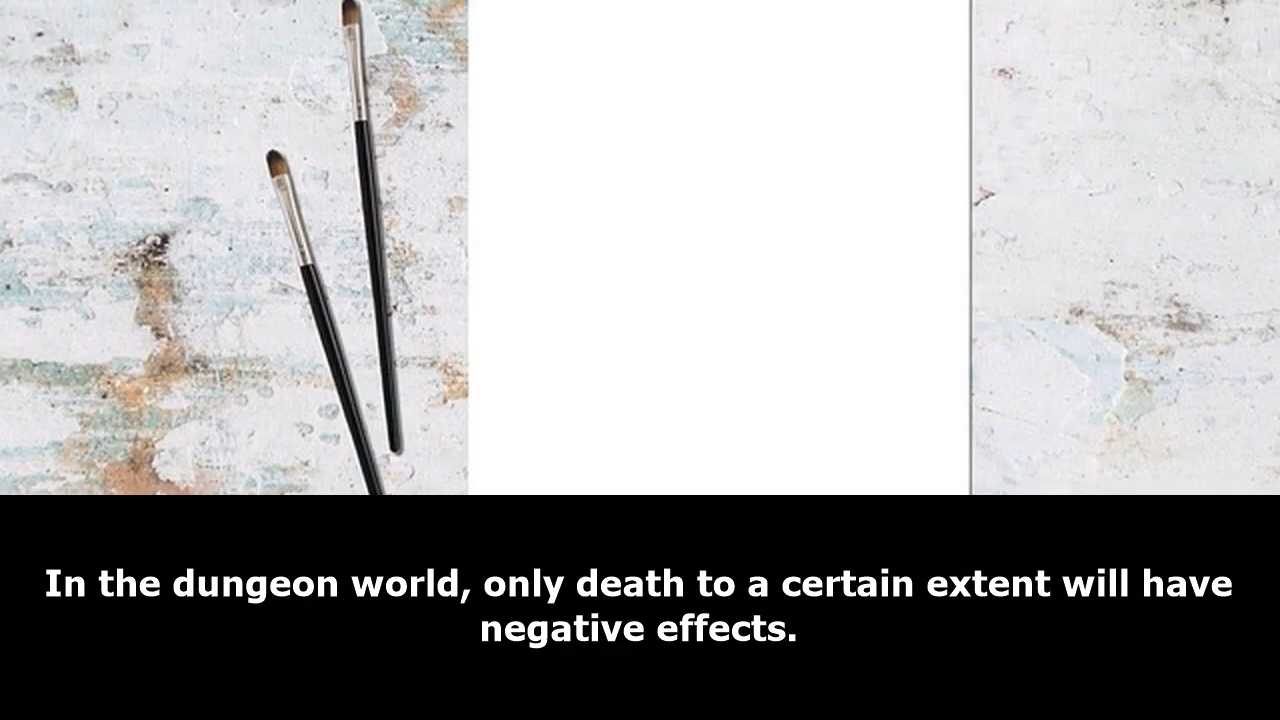 In the dungeon world, only death to a certain extent will have
negative effects.